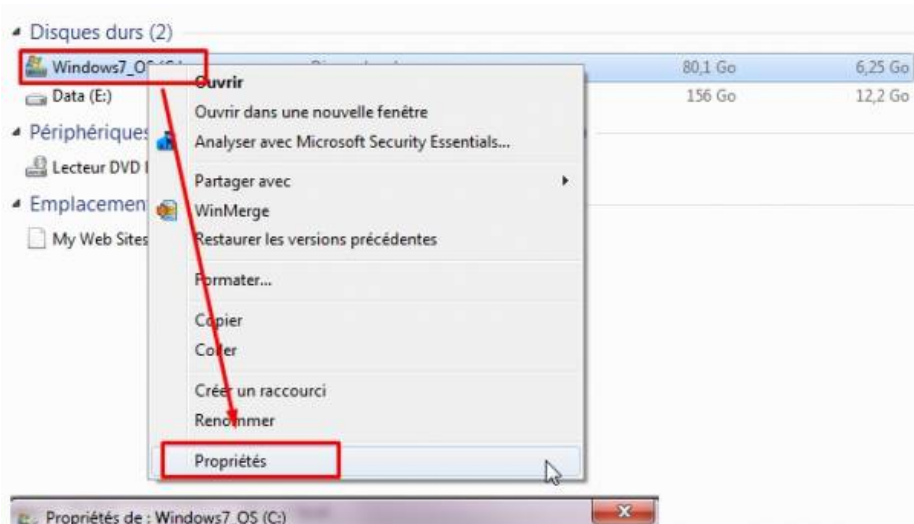 Disques durs (2)
Windows7_OS 80,1 Go 6,25 Go
Ouvrir
Data (E:) 156 Go 12,2 Go
Ouvrir dans une nouvelle fenêtre
Périphériques
Analyser avec Microsoft Security Essentials...
Lecteur DVD
Partager avec
Emplacemen
WinMerge
My Web Sites
Restaurer les versions précédentes
Formater...
Copier
Coller
Créer un raccourci
Renommer
Propriétés
Propriétés de : Windows7_OS (C:)